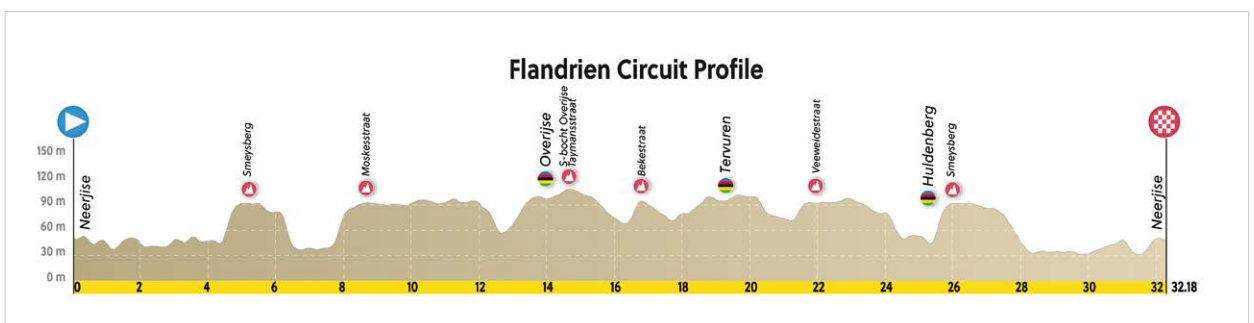 Flandrien Circuit Profile
150 m
120 m
90 m
60 m
30 m
0 m
Neerjise
Smeysberg
Moskesstraat
Overijse
S-bocht Overijse
Taymansstraat
Bekestraat
Tervuren
Veeweidestraat
Huldenberg
Smeysberg
Neerjise
0 2 4 6 8 10 12 14 16 18 20 22 24 26 28 30 32 32.18